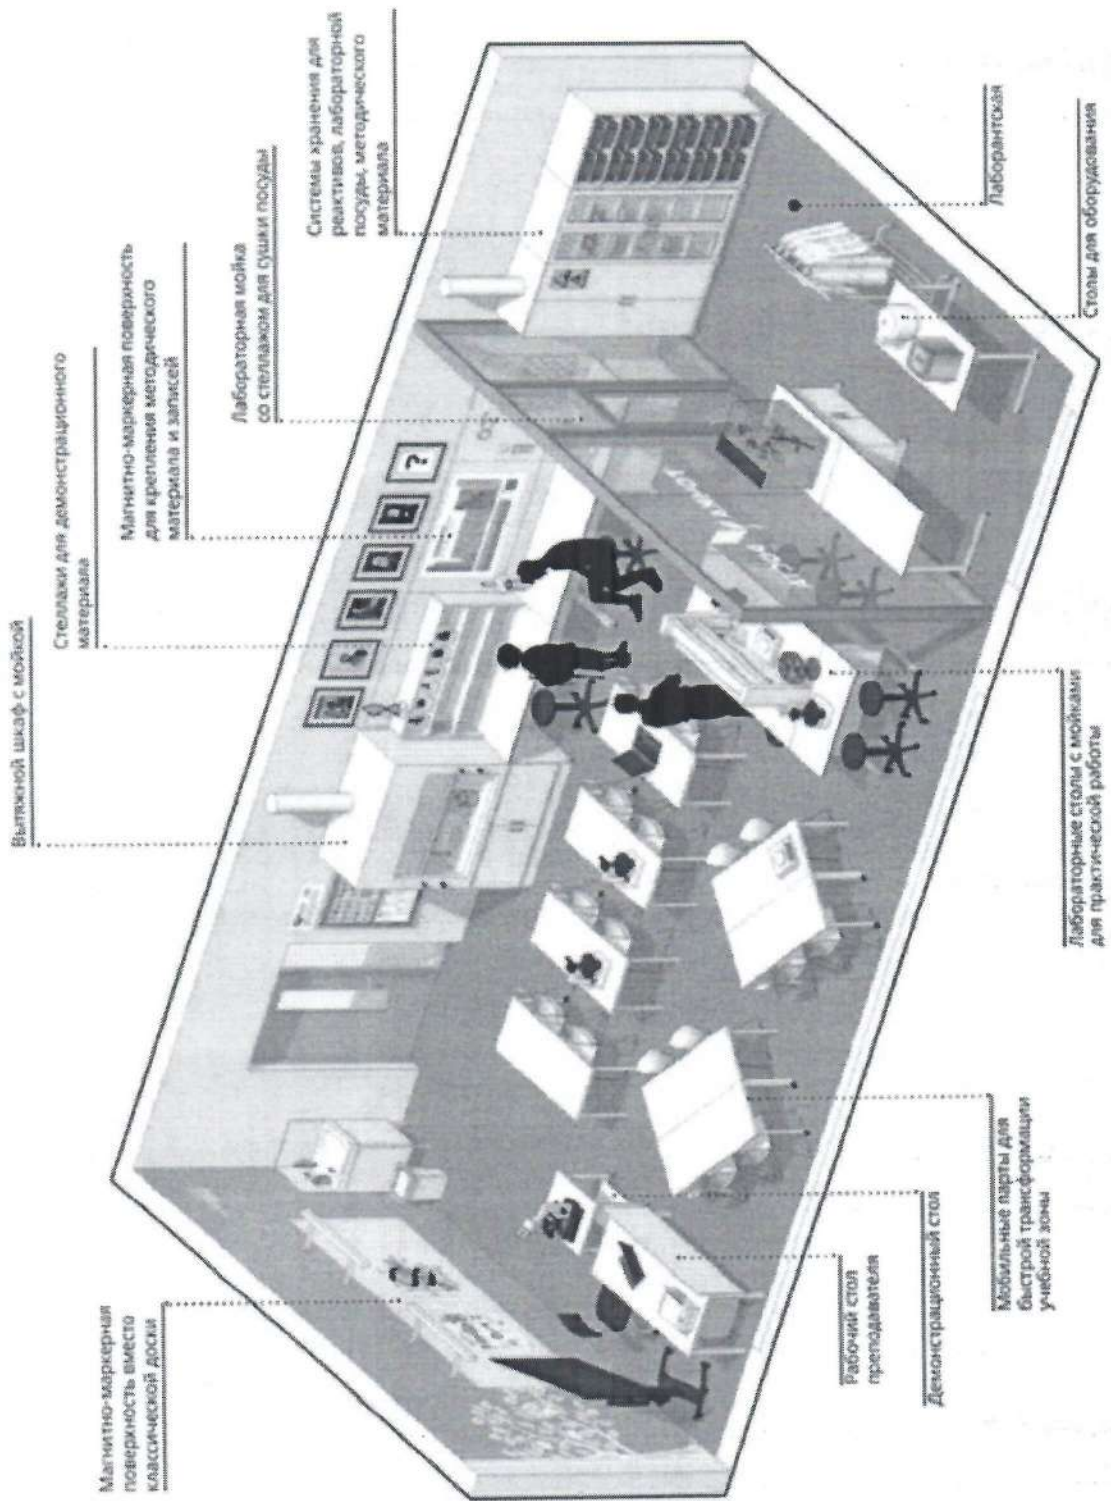 Магнитно-маркерная
поверхность вместо
классической доски
Вытяжной шкаф с мойкой
Стеллажи для демонстрационного
материала
Магнитно-маркерная поверхность
для крепления методического
материала и записей
Лабораторная мойка
со стеллажом для сушки посуды
Системы хранения для
реактивов, лабораторной
посуды, методического
материала
?
Рабочий стол
преподавателя
Демонстрационный стол
Мобильные парты для
быстрой трансформации
учебной зоны
Лабораторные столы с мойками
для практической работы
Столы для оборудования
Лаборантская